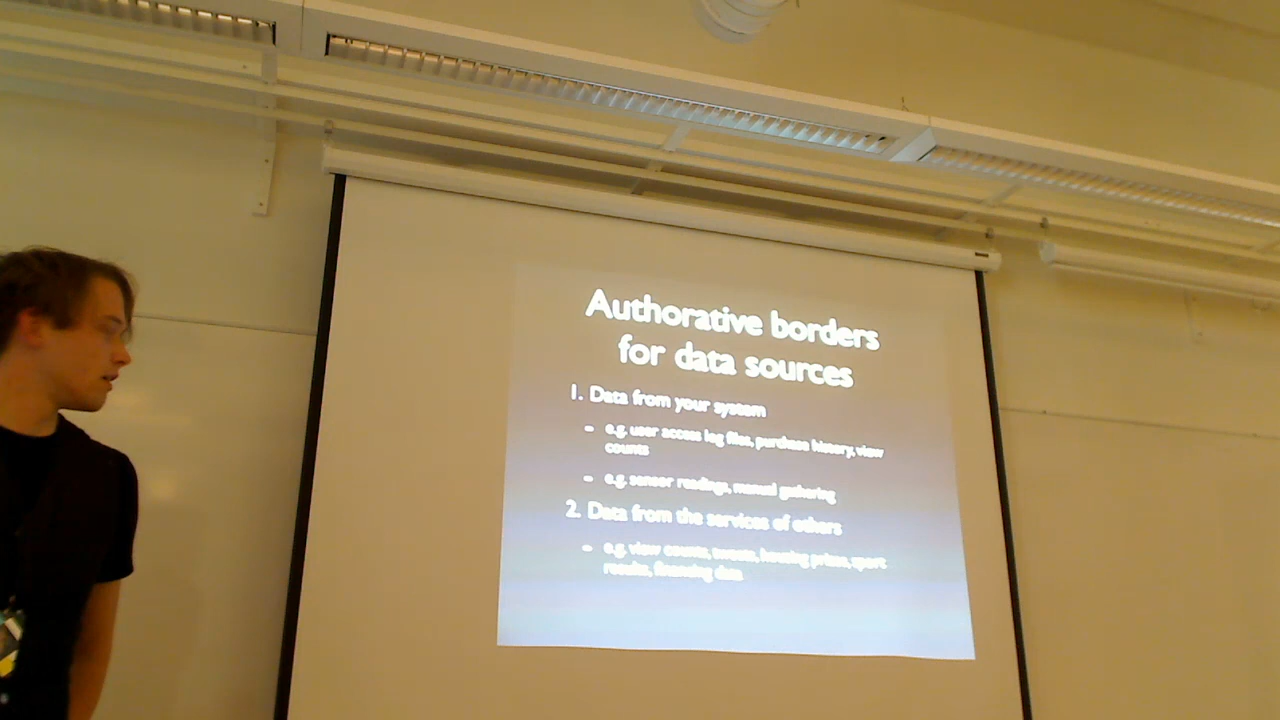 Authorative borders
for data sources
1. Data from your system
– e.g. user access log files, purchase history, view
counts
– e.g. sensor readings, manual gathering
2. Data from the services of others
– e.g. view counts, tweets, housing prices, sport
results, financing data